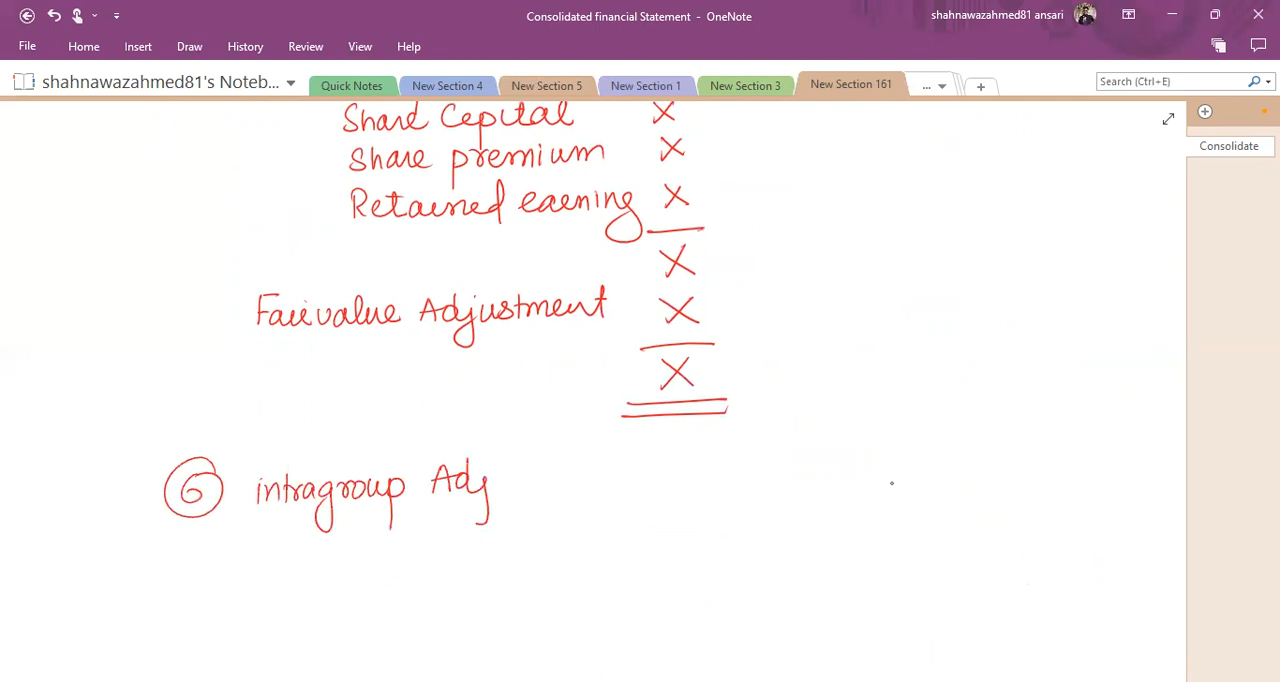 Consolidated financial Statement - OneNote
shahnawazahmed81 ansari
File Home Insert Draw History Review View Help
shahnawazahmed81's Noteb... Quick Notes New Section 4 New Section 5 New Section 1 New Section 3 New Section 161 ... Search (Ctrl+E)
Consolidate
Share Capital X
Share premium X
Retained earning X
X
Fairvalue Adjustment X
X
6 intragroup Adj